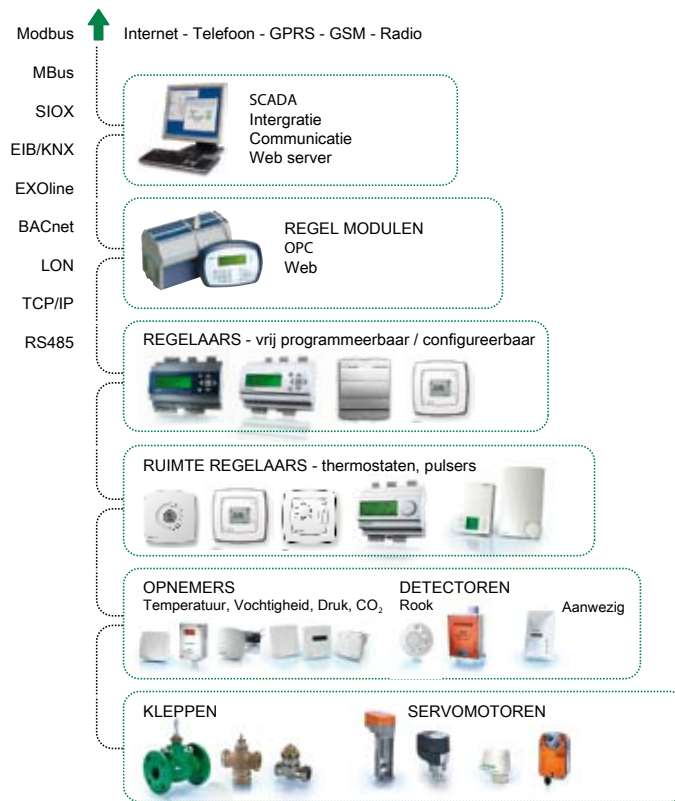 Modbus
Internet - Telefoon - GPRS - GSM - Radio
MBus
SIOX
EIB/KNX
EXOline
BACnet
LON
TCP/IP
RS485
SCADA
Intergratie
Communicatie
Web server
REGEL MODULEN
OPC
Web
REGELAARS - vrij programmeerbaar / configureerbaar
RUIMTE REGELAARS - thermostaten, pulsers
OPNEMERS
Temperatuur, Vochtigheid, Druk, CO₂
DETECTOREN
Rook
Aanwezig
KLEPPEN
SERVOMOTOREN